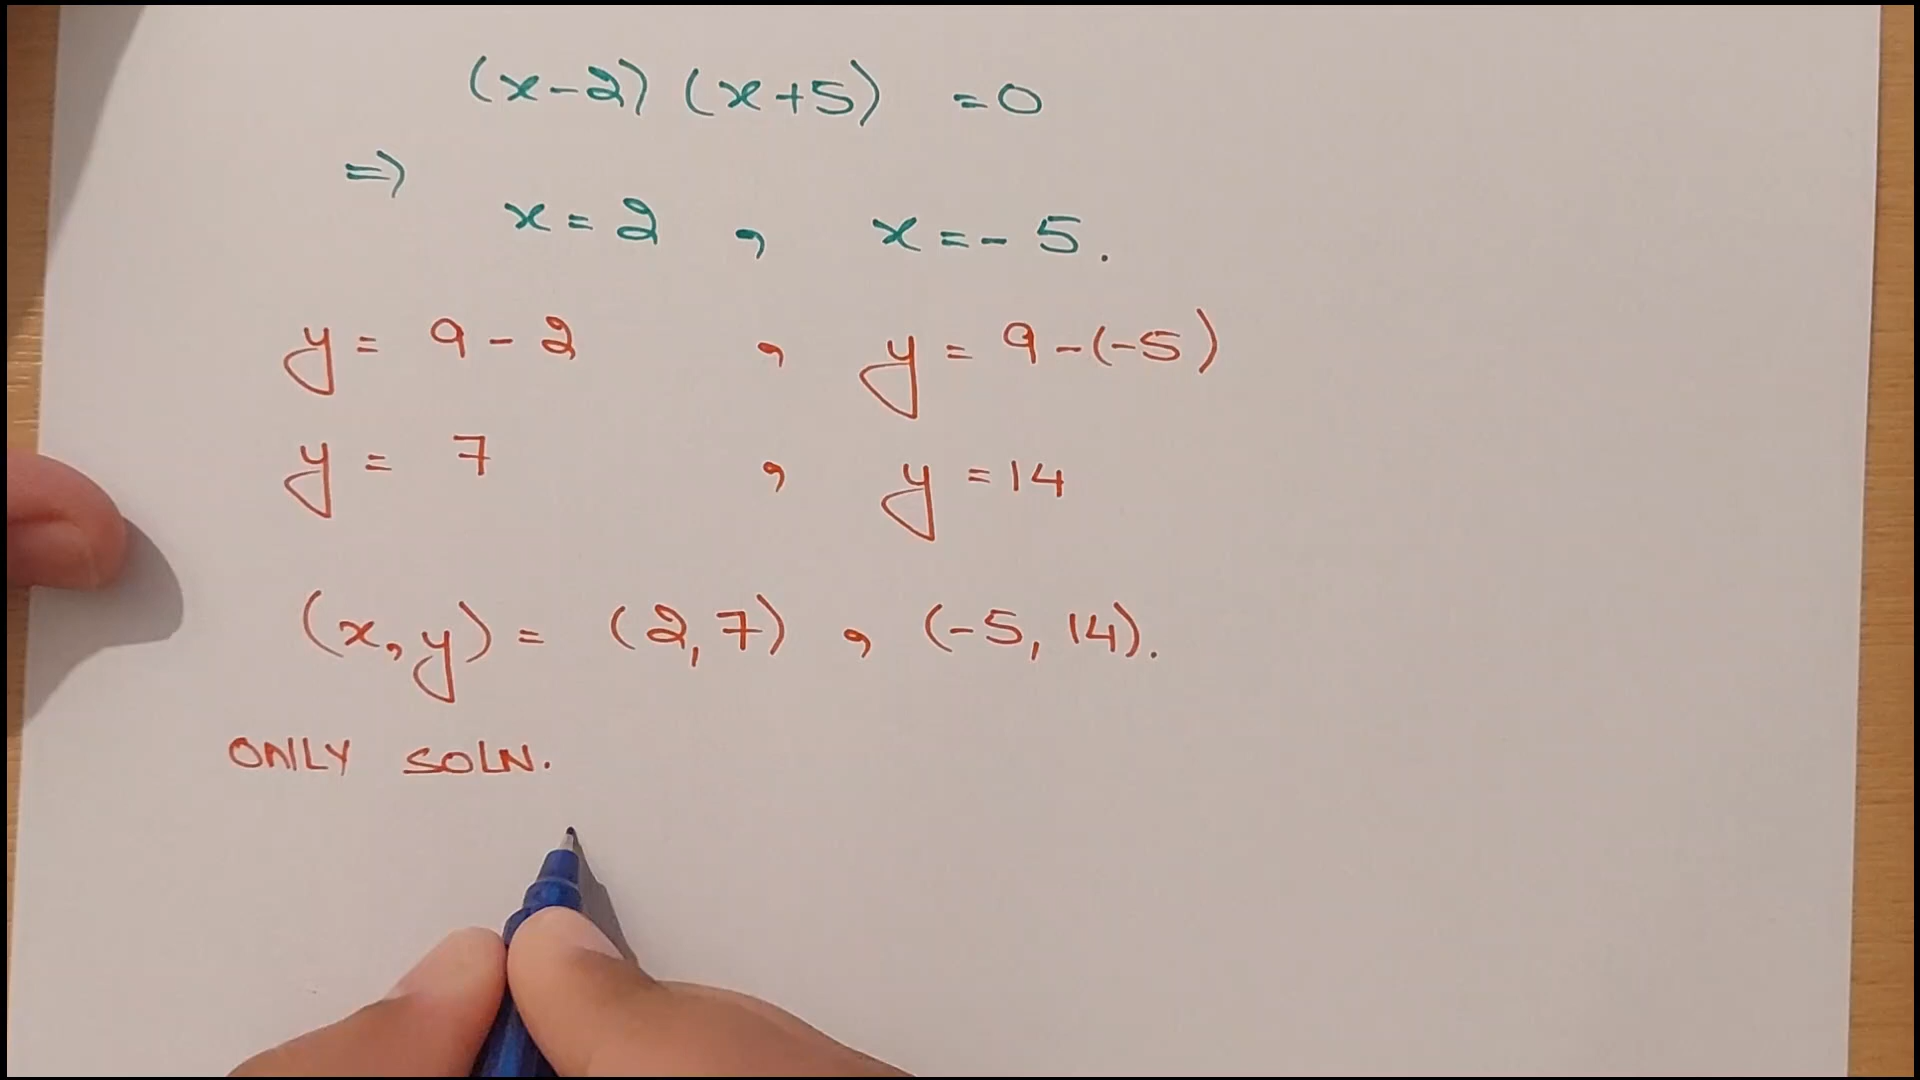 (x-2) (x+5) =0
=>
x=2 , x=-5.
y= 9-2 , y= 9-(-5)
y= 7 , y=14
(x,y)= (2,7) , (-5,14).
ONLY SOLN.